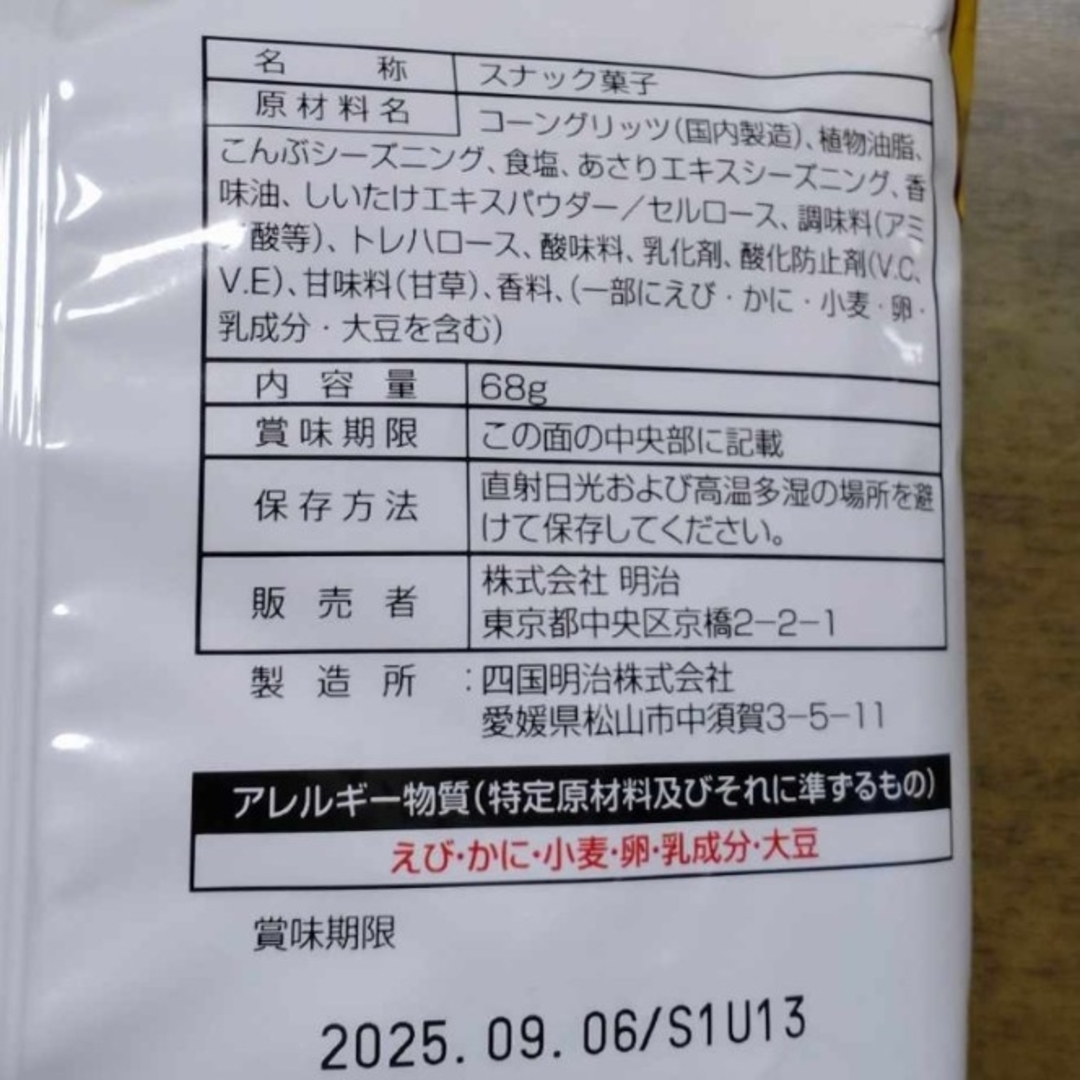 名称 スナック菓子
原材料名 コーングリッツ(国内製造)、植物油脂、
こんぶシーズニング、食塩、あさりエキスシーズニング、香
味油、しいたけエキスパウダー/セルロース、調味料(アミ
ノ酸等)、トレハロース、酸味料、乳化剤、酸化防止剤(V.C、
V.E)、甘味料(甘草)、香料、(一部にえび・かに・小麦・卵・
乳成分・大豆を含む)
内容量 68g
賞味期限 この面の中央部に記載
保存方法 直射日光および高温多湿の場所を避
けて保存してください。
販売者 株式会社 明治
東京都中央区京橋2-2-1
製造所 :四国明治株式会社
愛媛県松山市中須賀3-5-11
アレルギー物質(特定原材料及びそれに準ずるもの)
えび・かに・小麦・卵・乳成分・大豆
賞味期限
2025. 09. 06/S1U13